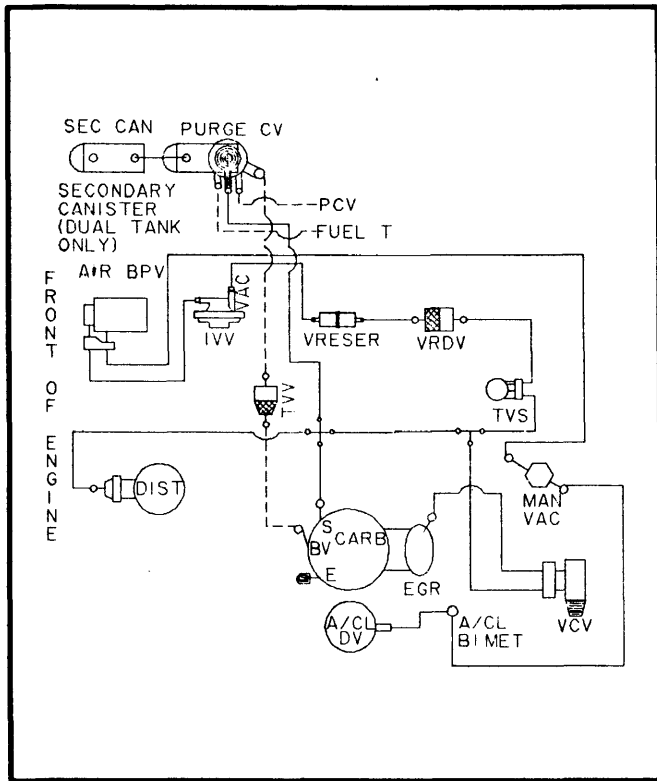 SEC CAN
PURGE CV
SECONDARY
CANISTER
(DUAL TANK
ONLY)
PCV
FUEL T
AIR BPV
VAC
IVV
VRESER
VRDV
TVS
TVV
FRONT OF ENGINE
DIST
MAN
VAC
S
CARB
BV
E
EGR
VCV
A/CL
DV
A/CL
BIMET